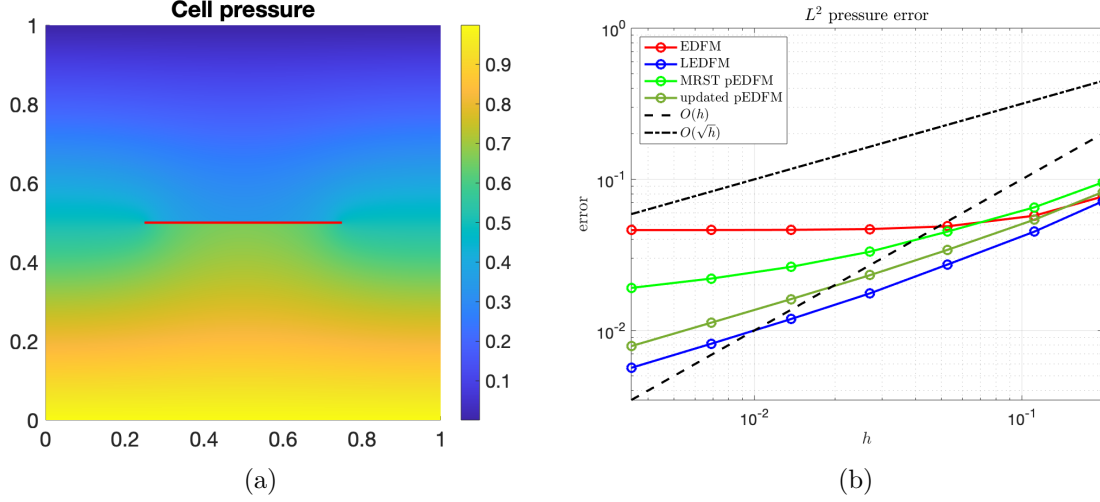 Cell pressure
1
0.8
0.6
0.4
0.2
0
0 0.2 0.4 0.6 0.8 1
0.9
0.8
0.7
0.6
0.5
0.4
0.3
0.2
0.1
(a)
L² pressure error
EDFM
LEDFM
MRST pEDFM
updated pEDFM
O(h)
O(√h)
error
10⁰
10⁻¹
10⁻²
10⁻² 10⁻¹
h
(b)